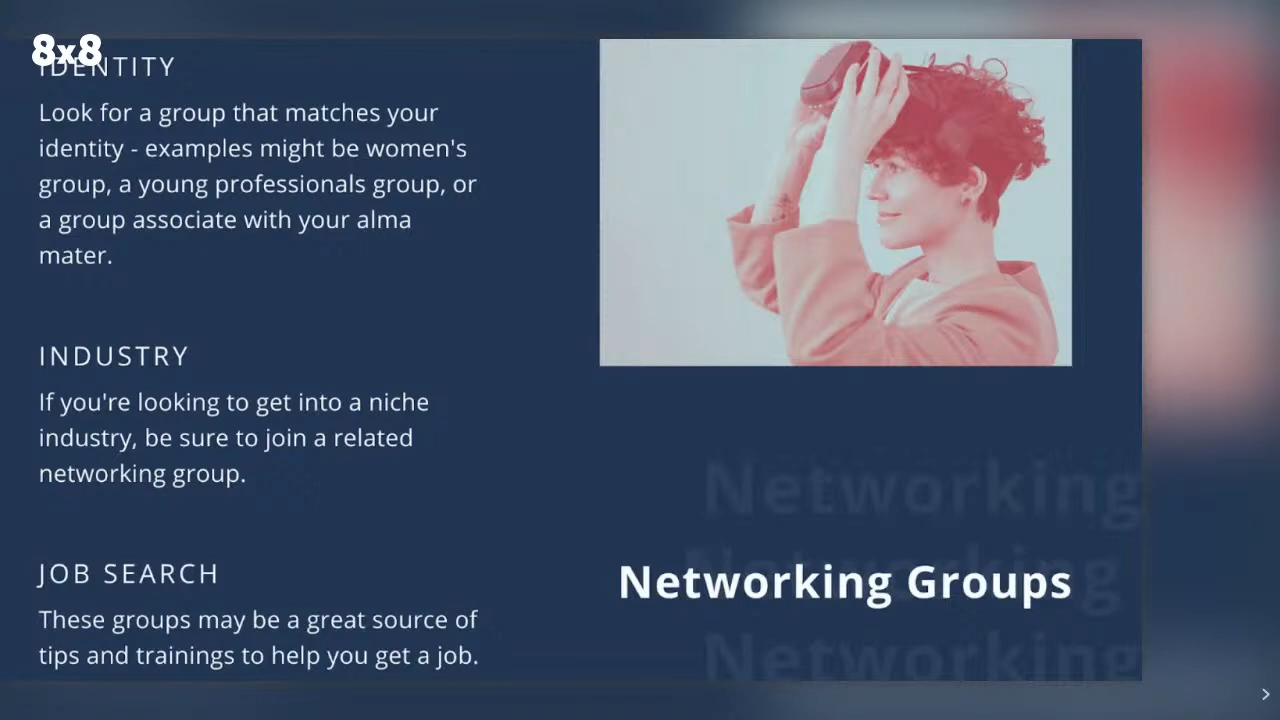 8x8
IDENTITY
Look for a group that matches your
identity - examples might be women's
group, a young professionals group, or
a group associate with your alma
mater.
INDUSTRY
If you're looking to get into a niche
industry, be sure to join a related
networking group.
JOB SEARCH
These groups may be a great source of
tips and trainings to help you get a job.
Networking
Networking
Networking Groups
Networking